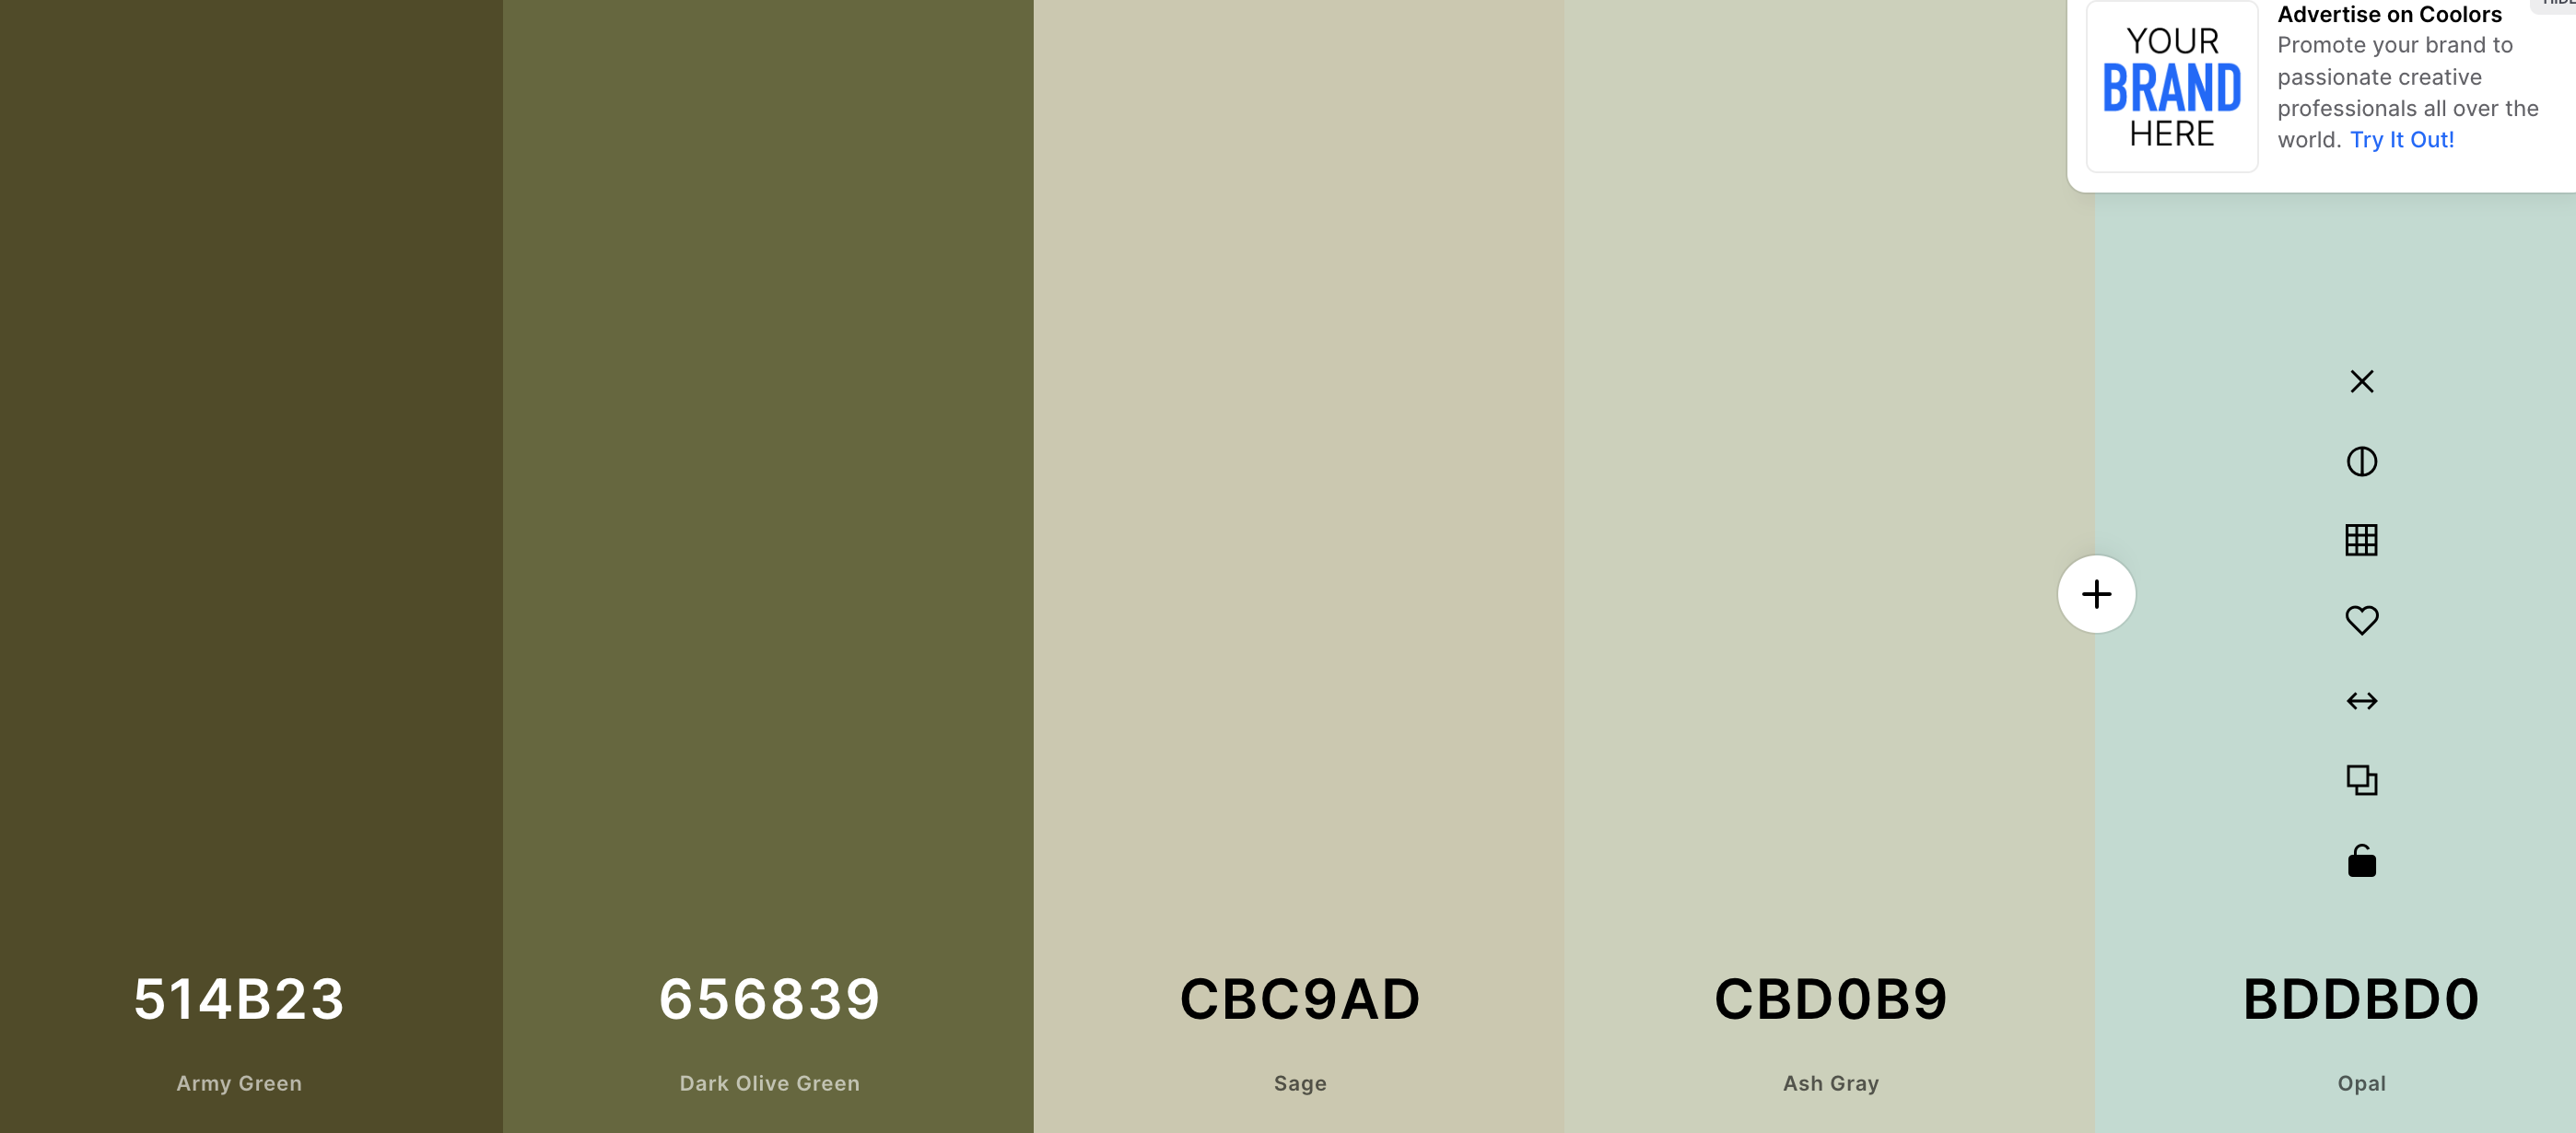 Advertise on Coolors
YOUR
BRAND
HERE
Promote your brand to
passionate creative
professionals all over the
world. Try It Out!
514B23
656839
CBC9AD
CBD0B9
BDDBD0
Army Green
Dark Olive Green
Sage
Ash Gray
Opal